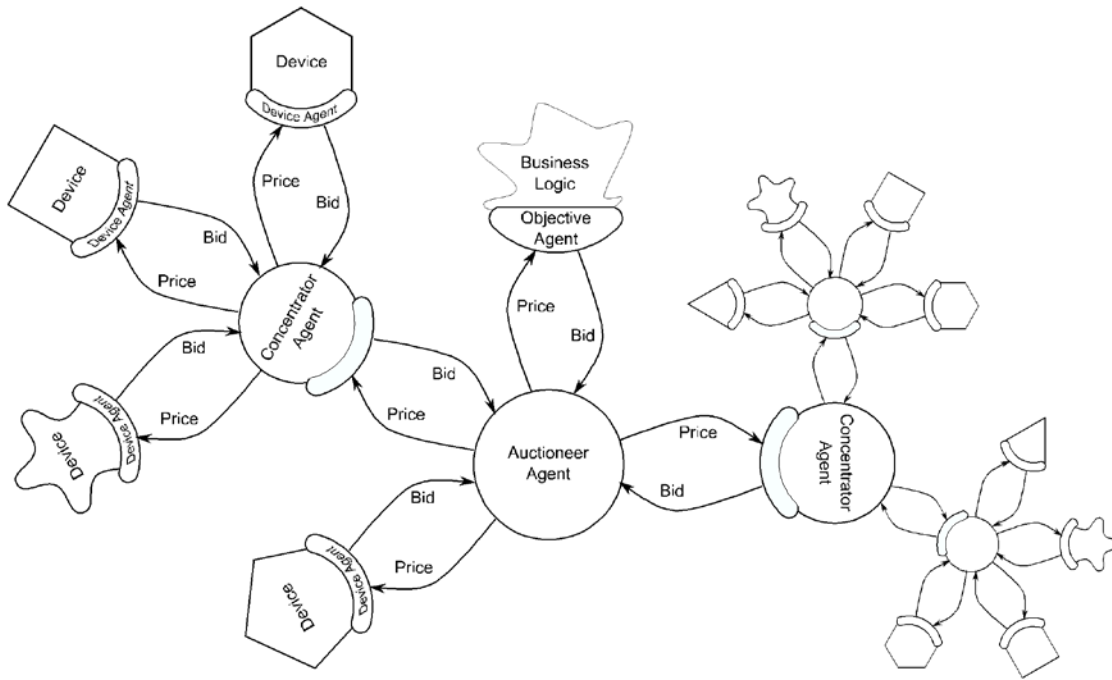 Device
Device Agent
Price
Bid
Device
Device Agent
Bid
Price
Concentrator
Agent
Bid
Price
Device
Device Agent
Business
Logic
Objective
Agent
Price
Bid
Bid
Price
Auctioneer
Agent
Price
Bid
Concentrator
Agent
Bid
Price
Device
Device Agent